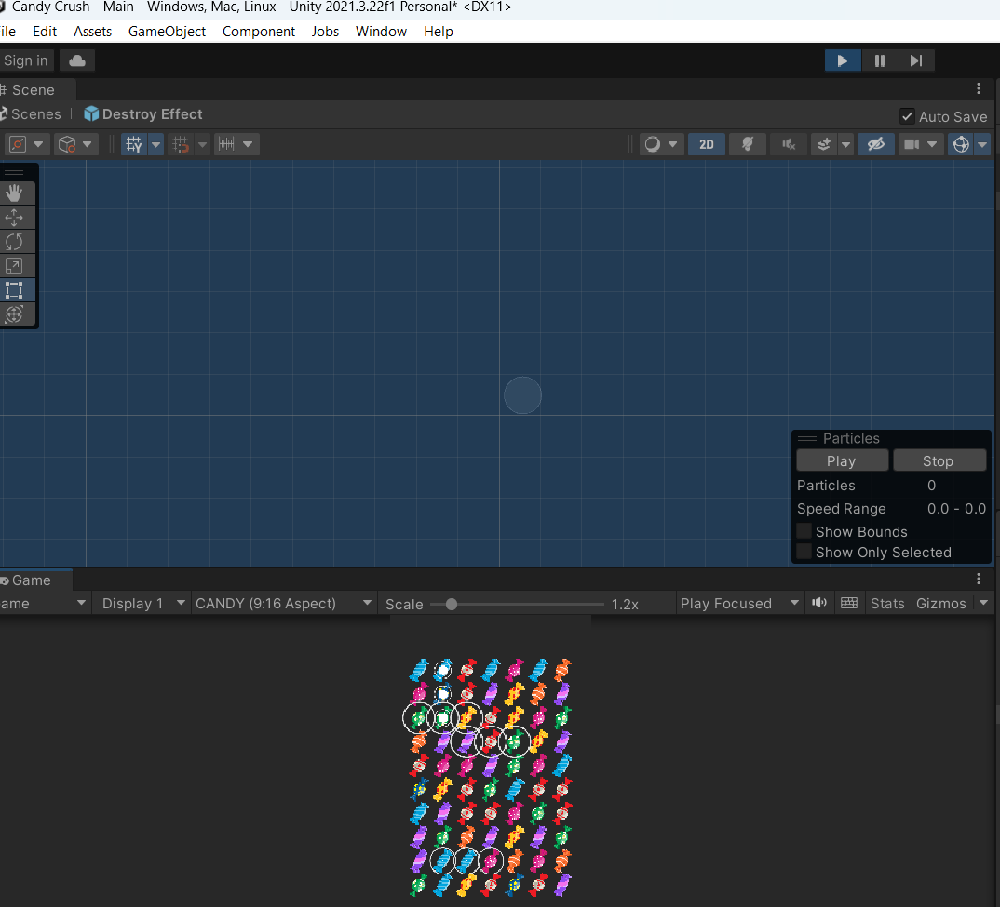 Candy Crush - Main - Windows, Mac, Linux - Unity 2021.3.22f1 Personal* <DX11>
ile Edit Assets GameObject Component Jobs Window Help
Sign in
# Scene
Scenes | Destroy Effect
Auto Save
2D
Particles
Play Stop
Particles 0
Speed Range 0.0 - 0.0
Show Bounds
Show Only Selected
Game
ame Display 1 CANDY (9:16 Aspect) Scale 1.2x Play Focused Stats Gizmos